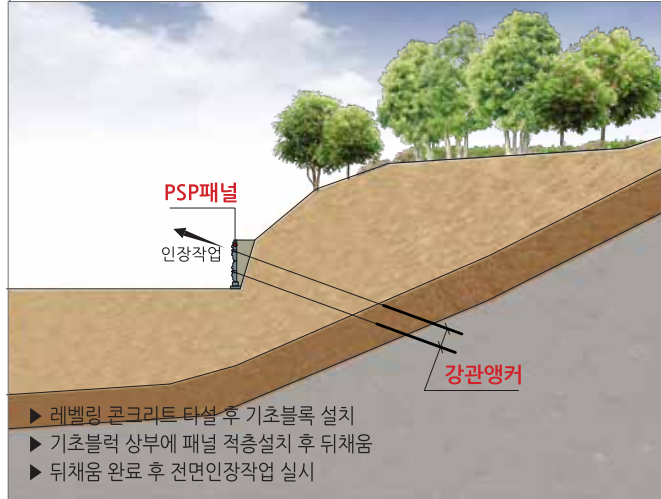 PSP패널
인장작업
강관앵커
▶ 레벨링 콘크리트 타설 후 기초블록 설치
▶ 기초블럭 상부에 패널 적층설치 후 뒤채움
▶ 뒤채움 완료 후 전면인장작업 실시